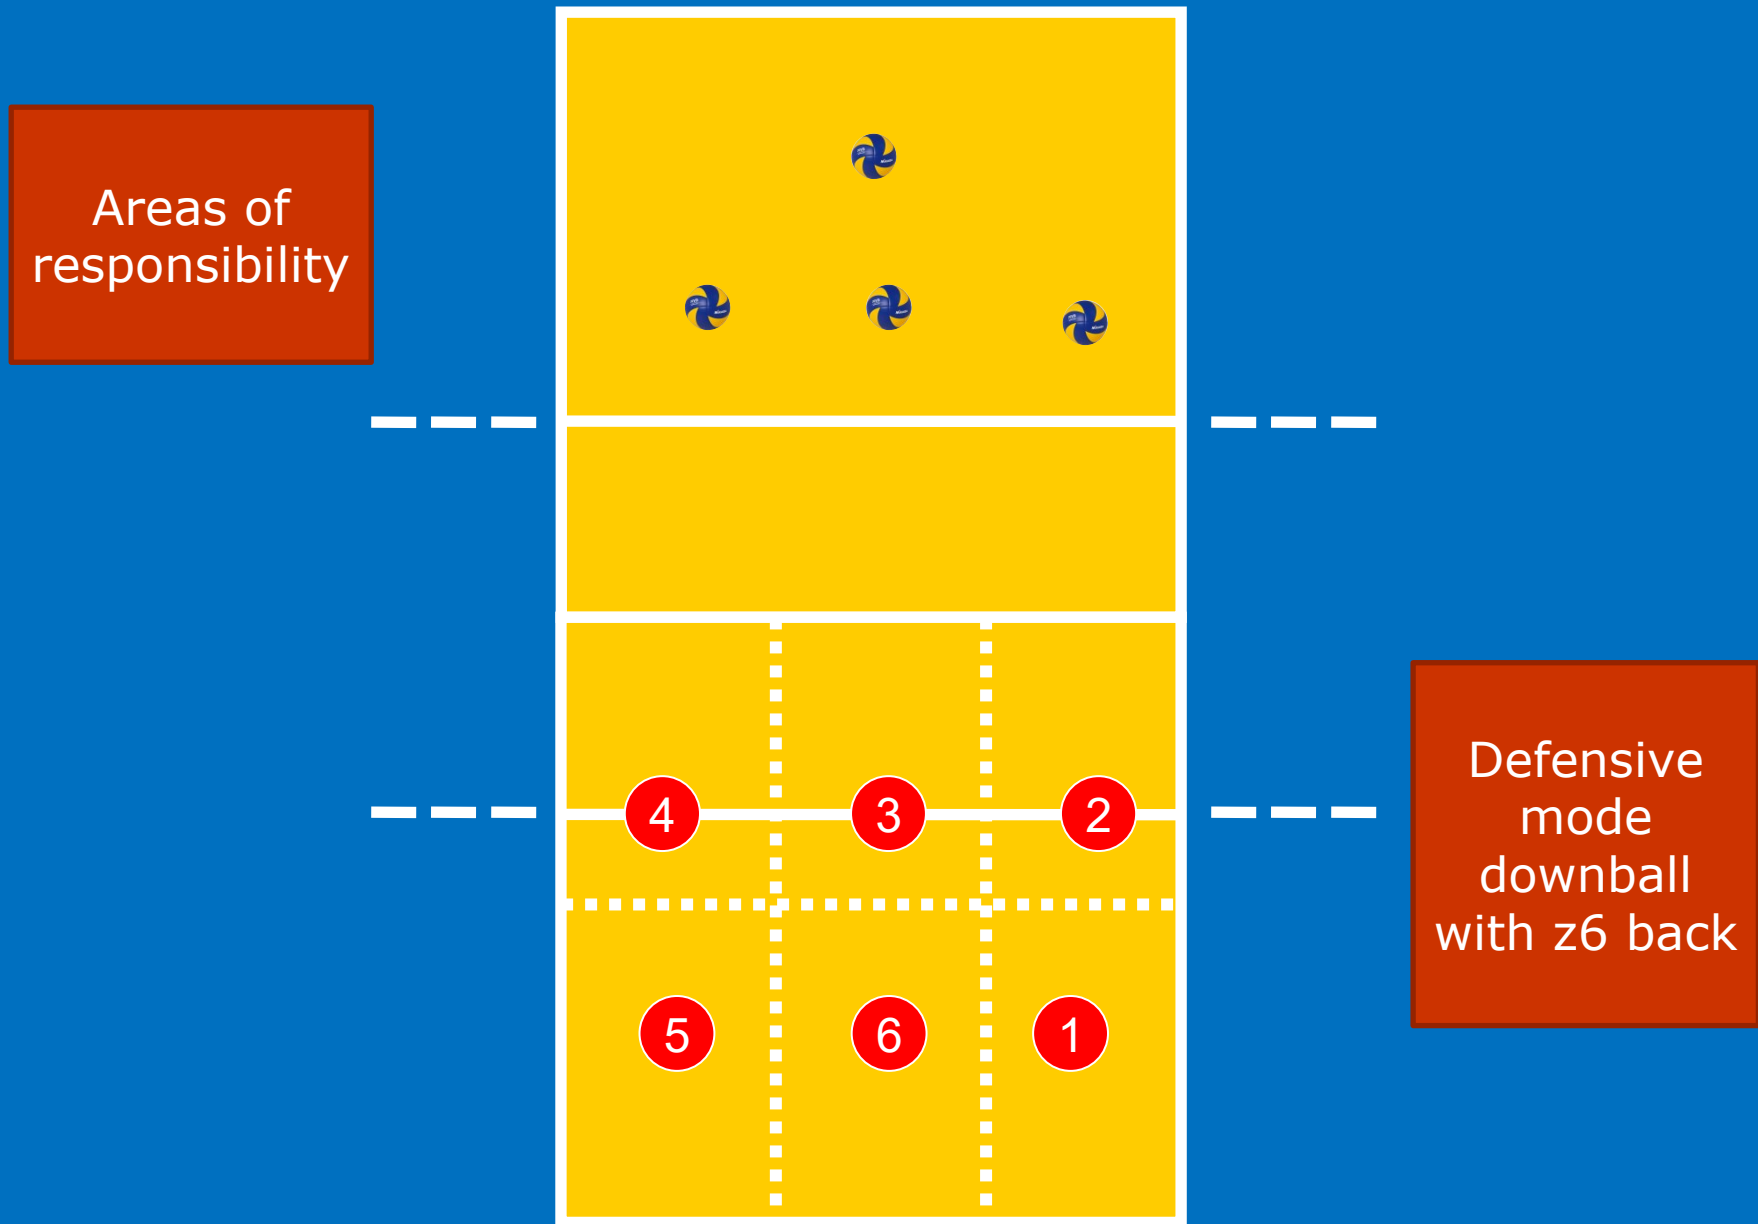 Areas of
responsibility
4
3
2
Defensive
mode
downball
with z6 back
5
6
1